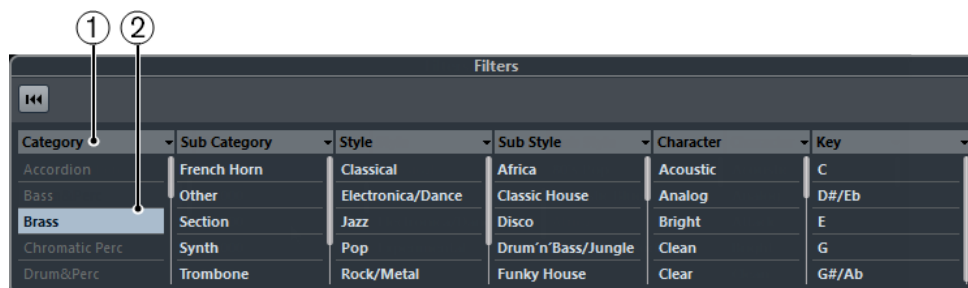 1 2
Filters
Category Sub Category Style Sub Style Character Key
Accordion French Horn Classical Africa Acoustic C
Bass Other Electronica/Dance Classic House Analog D#/Eb
Brass Section Jazz Disco Bright E
Chromatic Perc Synth Pop Drum´n´Bass/Jungle Clean G
Drum&Perc Trombone Rock/Metal Funky House Clear G#/Ab